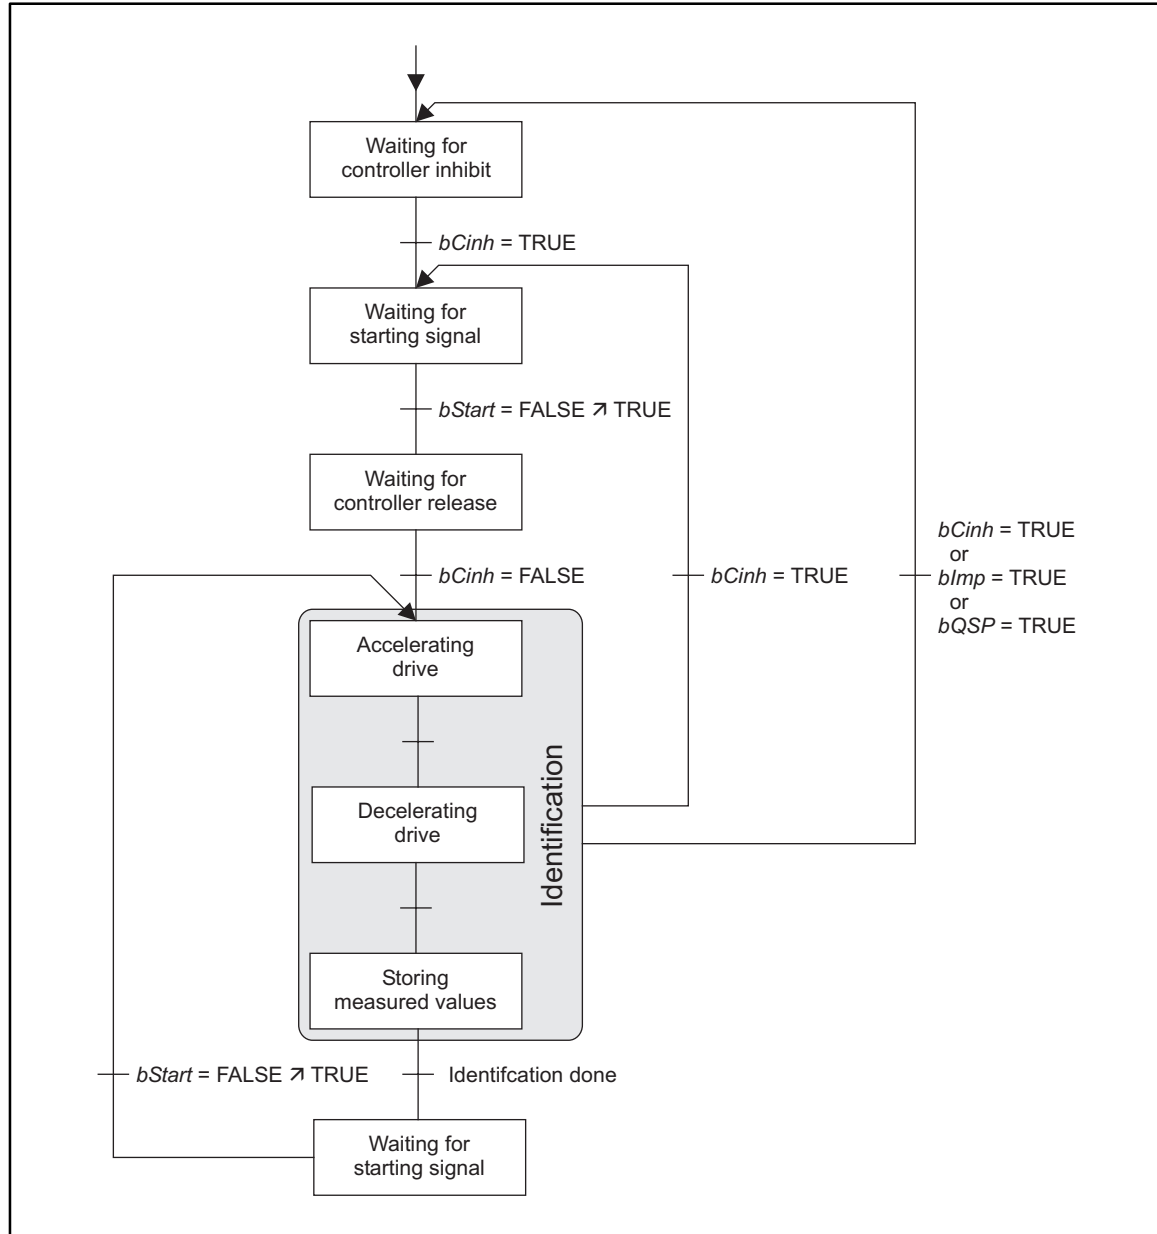 Waiting for
controller inhibit
bCinh = TRUE
Waiting for
starting signal
bStart = FALSE ↗ TRUE
Waiting for
controller release
bCinh = FALSE
bCinh = TRUE
bCinh = TRUE
or
bImp = TRUE
or
bQSP = TRUE
Accelerating
drive
Identification
Decelerating
drive
Storing
measured values
bStart = FALSE ↗ TRUE
Identifcation done
Waiting for
starting signal